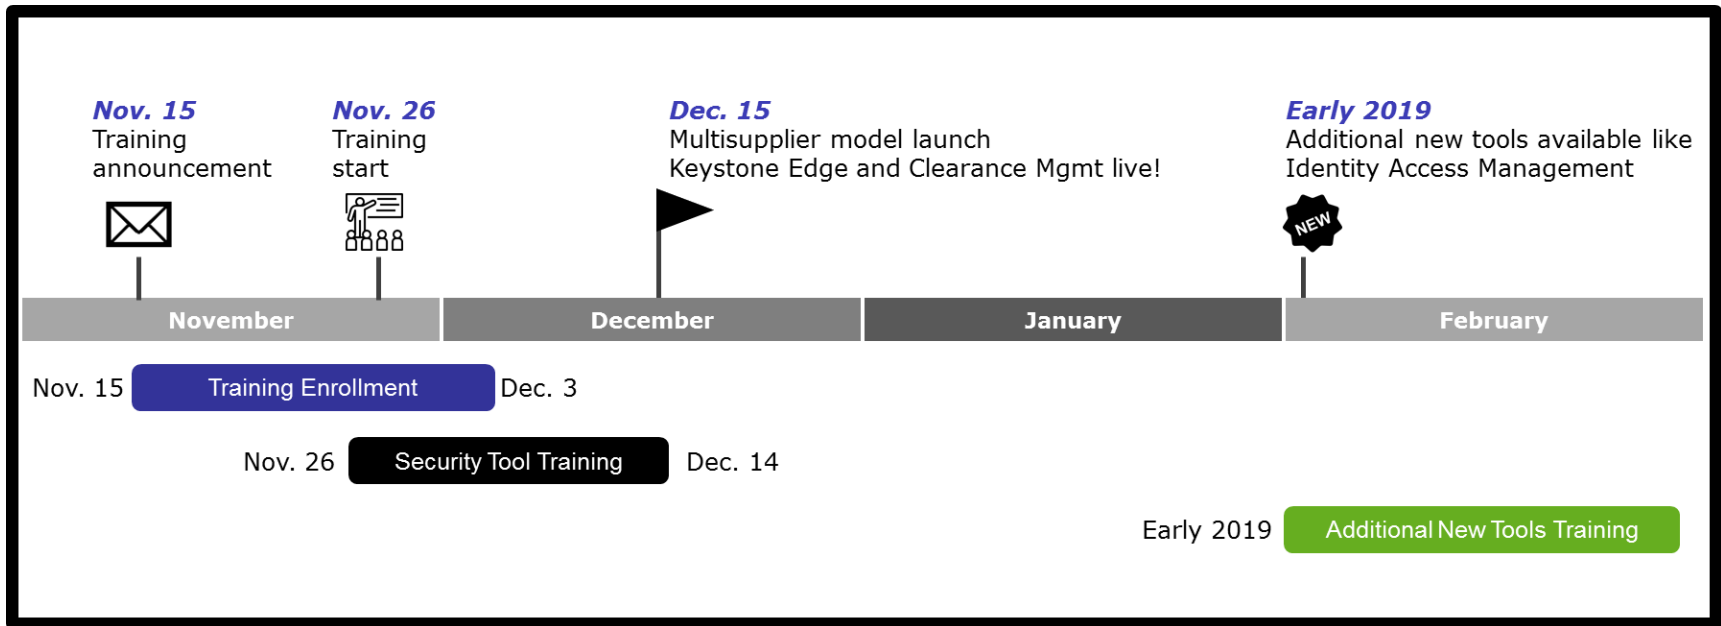 Nov. 15
Training
announcement
Nov. 26
Training
start
Dec. 15
Multisupplier model launch
Keystone Edge and Clearance Mgmt live!
Early 2019
Additional new tools available like
Identity Access Management
NEW
November
December
January
February
Nov. 15
Training Enrollment
Dec. 3
Nov. 26
Security Tool Training
Dec. 14
Early 2019
Additional New Tools Training